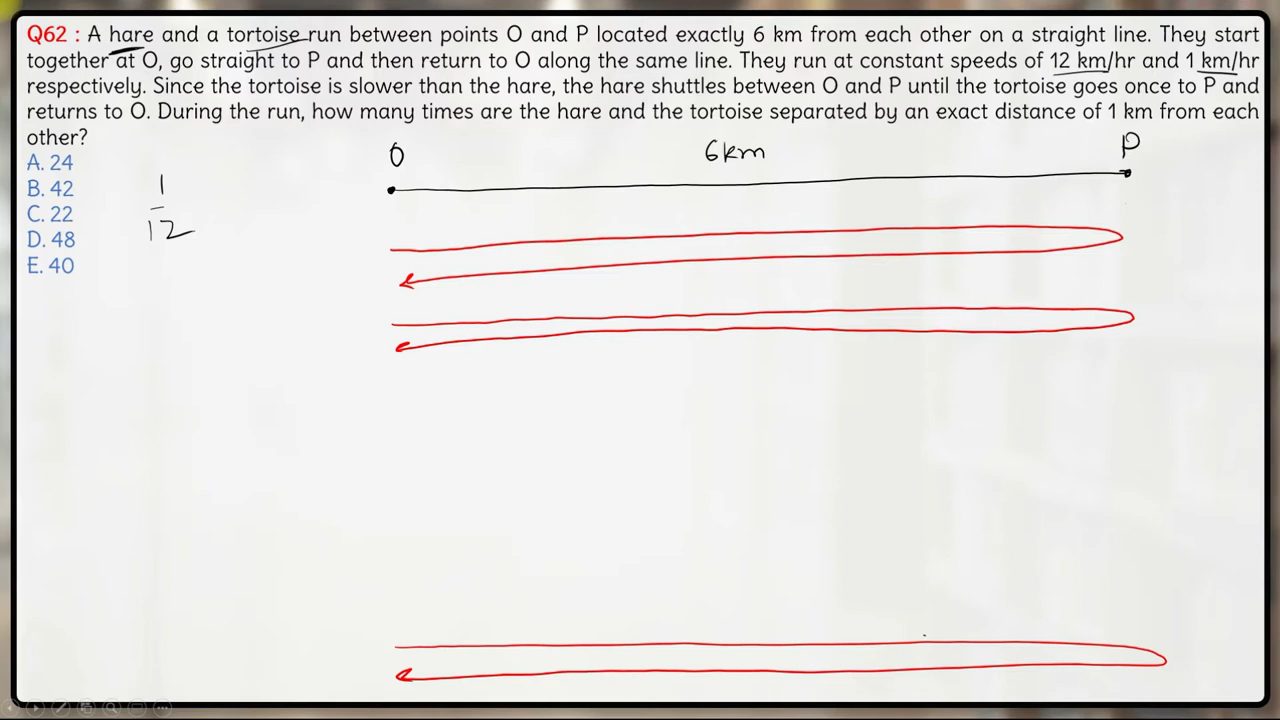 Q62 : A hare and a tortoise run between points O and P located exactly 6 km from each other on a straight line. They start
together at O, go straight to P and then return to O along the same line. They run at constant speeds of 12 km/hr and 1 km/hr
respectively. Since the tortoise is slower than the hare, the hare shuttles between O and P until the tortoise goes once to P and
returns to O. During the run, how many times are the hare and the tortoise separated by an exact distance of 1 km from each
other?
A. 24
B. 42
C. 22
D. 48
E. 40
O 6km P
1
12